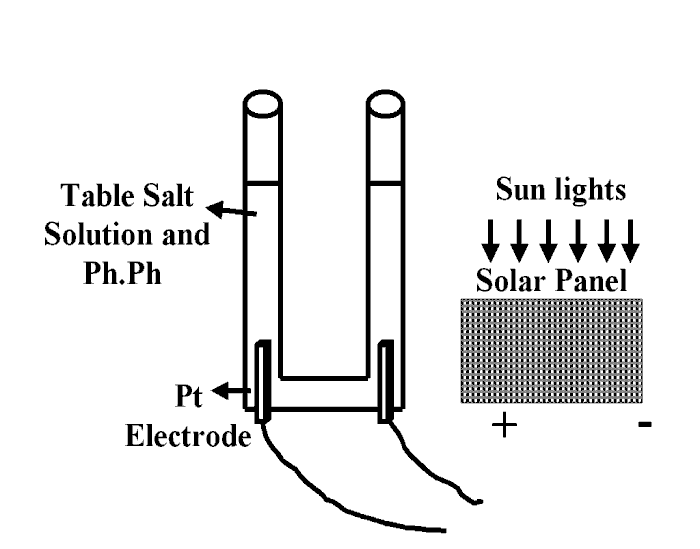 Table Salt
Solution and
Ph.Ph
Pt
Electrode
Sun lights
Solar Panel
+ -